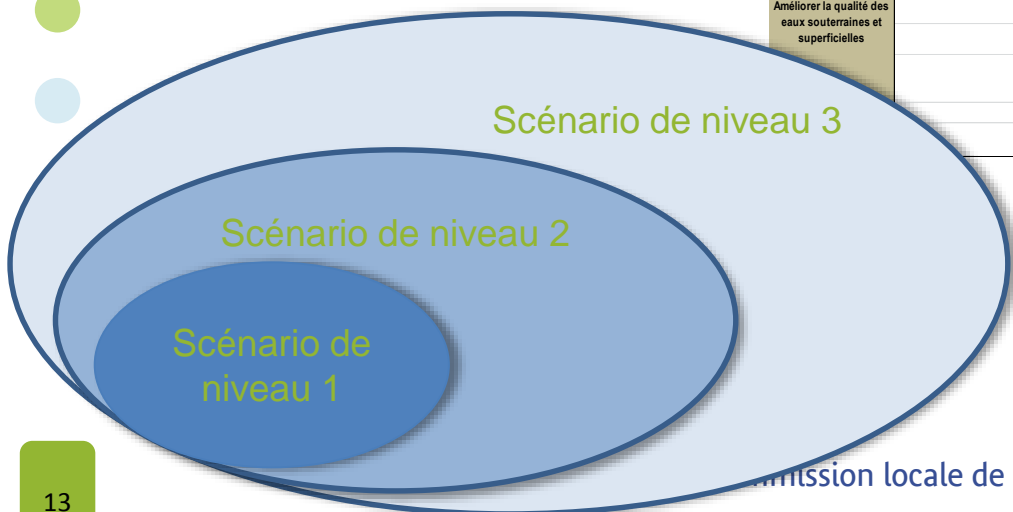 Améliorer la qualité des
eaux souterraines et
superficielles
Scénario de niveau 3
Scénario de niveau 2
Scénario de
niveau 1
mission locale de
13